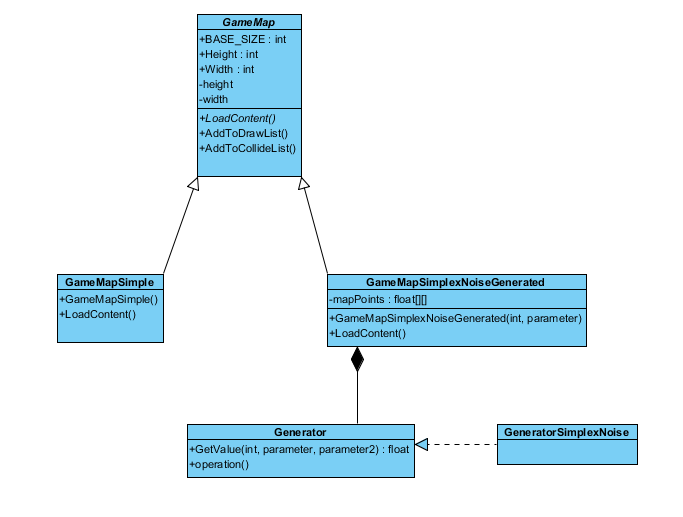 GameMap
+BASE_SIZE : int
+Height : int
+Width : int
-height
-width
+LoadContent()
+AddToDrawList()
+AddToCollideList()
GameMapSimple
+GameMapSimple()
+LoadContent()
GameMapSimplexNoiseGenerated
-mapPoints : float[][]
+GameMapSimplexNoiseGenerated(int, parameter)
+LoadContent()
Generator
+GetValue(int, parameter, parameter2) : float
+operation()
GeneratorSimplexNoise